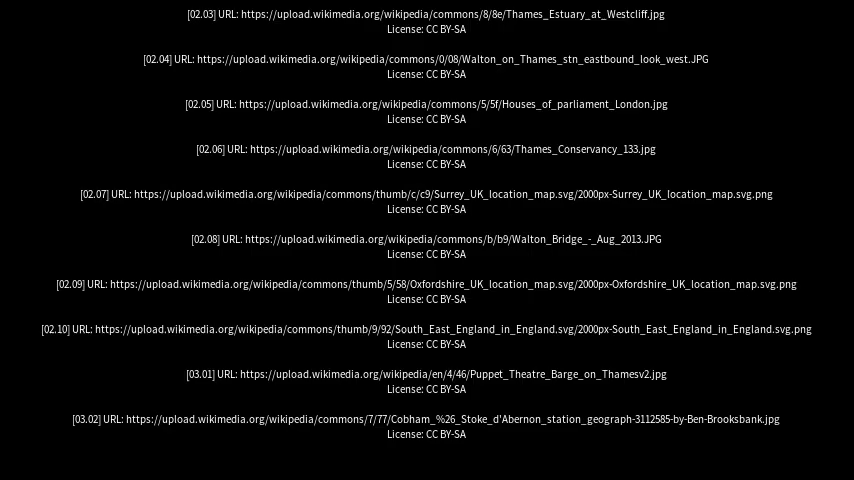 [02.03] URL: https://upload.wikimedia.org/wikipedia/commons/8/8e/Thames_Estuary_at_Westcliff.jpg
License: CC BY-SA
[02.04] URL: https://upload.wikimedia.org/wikipedia/commons/0/08/Walton_on_Thames_stn_eastbound_look_west.JPG
License: CC BY-SA
[02.05] URL: https://upload.wikimedia.org/wikipedia/commons/5/5f/Houses_of_parliament_London.jpg
License: CC BY-SA
[02.06] URL: https://upload.wikimedia.org/wikipedia/commons/6/63/Thames_Conservancy_133.jpg
License: CC BY-SA
[02.07] URL: https://upload.wikimedia.org/wikipedia/commons/thumb/c/c9/Surrey_UK_location_map.svg/2000px-Surrey_UK_location_map.svg.png
License: CC BY-SA
[02.08] URL: https://upload.wikimedia.org/wikipedia/commons/b/b9/Walton_Bridge_-_Aug_2013.JPG
License: CC BY-SA
[02.09] URL: https://upload.wikimedia.org/wikipedia/commons/thumb/5/58/Oxfordshire_UK_location_map.svg/2000px-Oxfordshire_UK_location_map.svg.png
License: CC BY-SA
[02.10] URL: https://upload.wikimedia.org/wikipedia/commons/thumb/9/92/South_East_England_in_England.svg/2000px-South_East_England_in_England.svg.png
License: CC BY-SA
[03.01] URL: https://upload.wikimedia.org/wikipedia/en/4/46/Puppet_Theatre_Barge_on_Thamesv2.jpg
License: CC BY-SA
[03.02] URL: https://upload.wikimedia.org/wikipedia/commons/7/77/Cobham_%26_Stoke_d'Abernon_station_geograph-3112585-by-Ben-Brooksbank.jpg
License: CC BY-SA